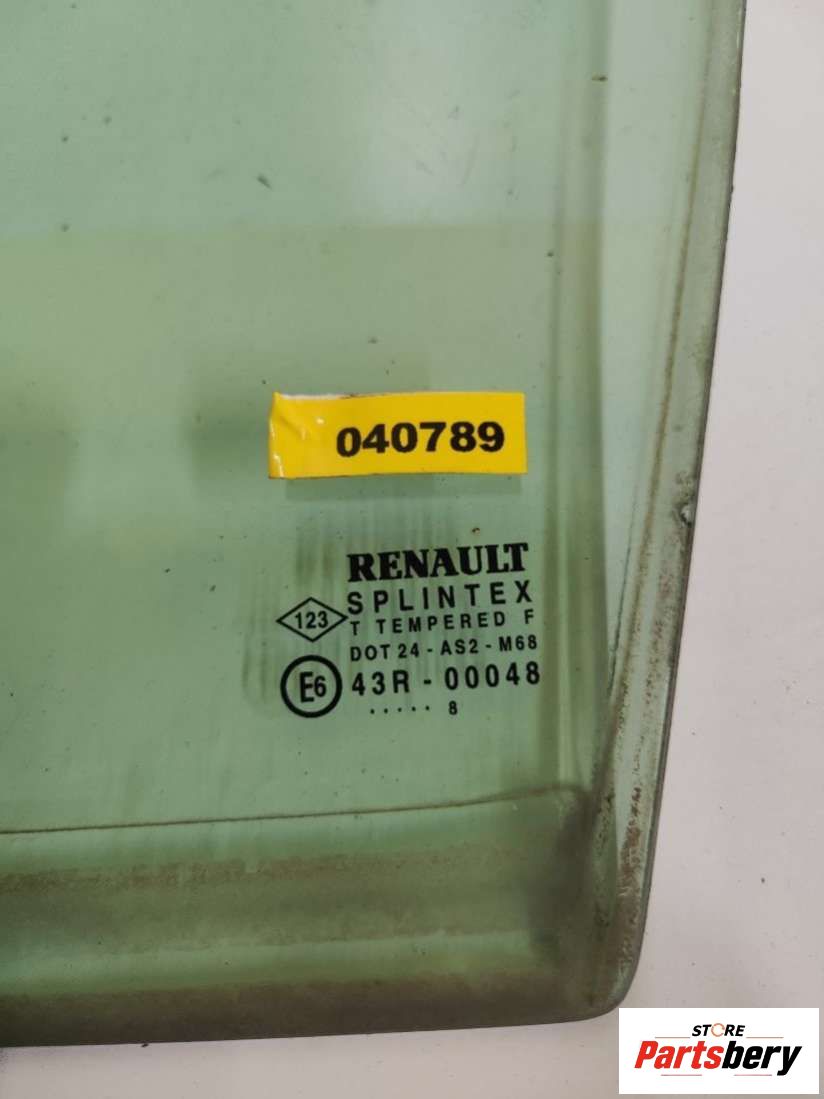 040789
RENAULT
SPLINTEX
123
T TEMPERED F
DOT 24 - AS2 - M68
E6 43R - 00048
..... 8
STORE
Partsbery